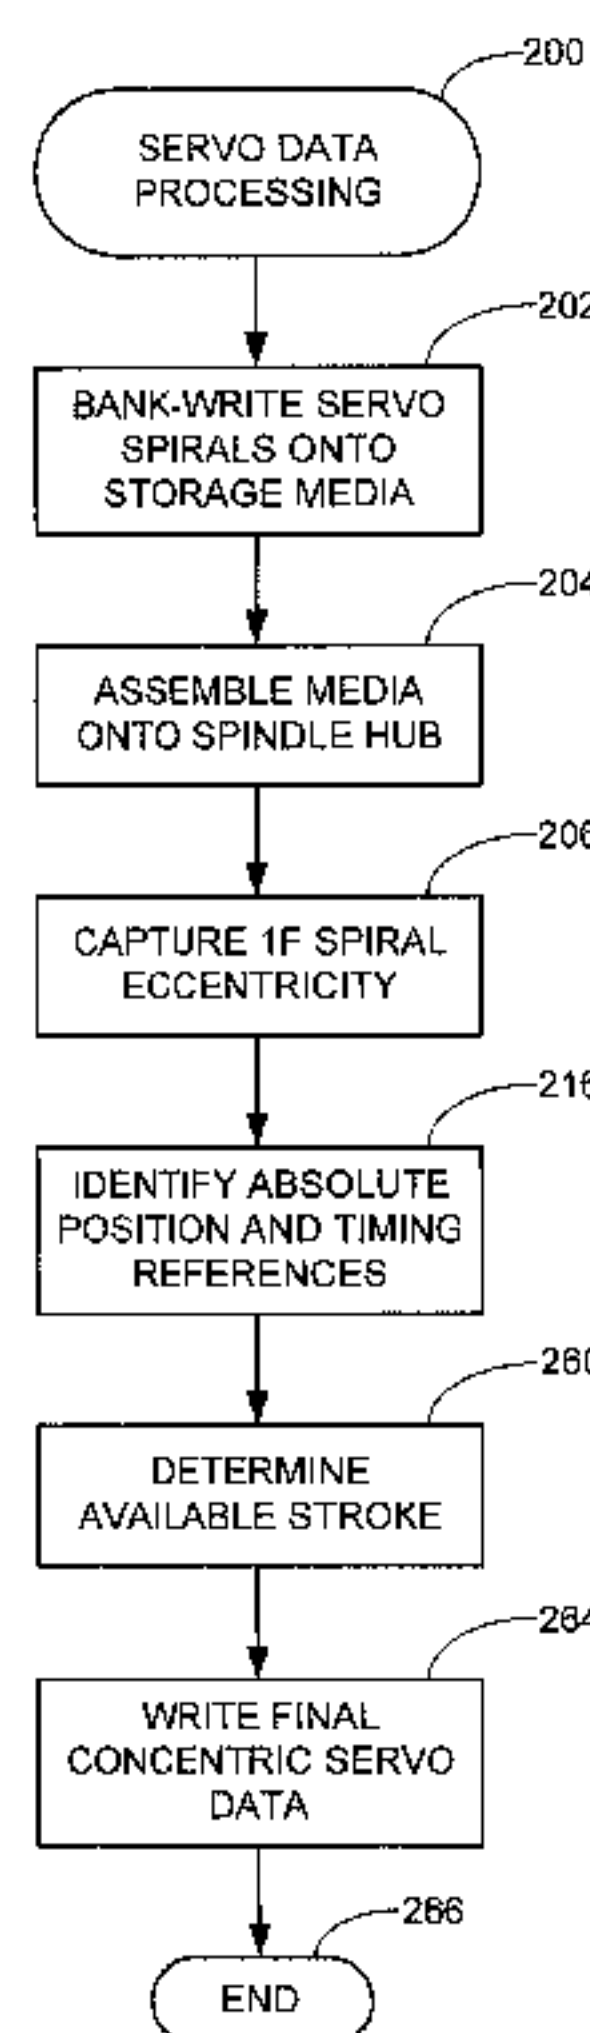 200
SERVO DATA
PROCESSING
202
BANK-WRITE SERVO
SPIRALS ONTO
STORAGE MEDIA
204
ASSEMBLE MEDIA
ONTO SPINDLE HUB
206
CAPTURE 1F SPIRAL
ECCENTRICITY
216
IDENTIFY ABSOLUTE
POSITION AND TIMING
REFERENCES
260
DETERMINE
AVAILABLE STROKE
264
WRITE FINAL
CONCENTRIC SERVO
DATA
266
END